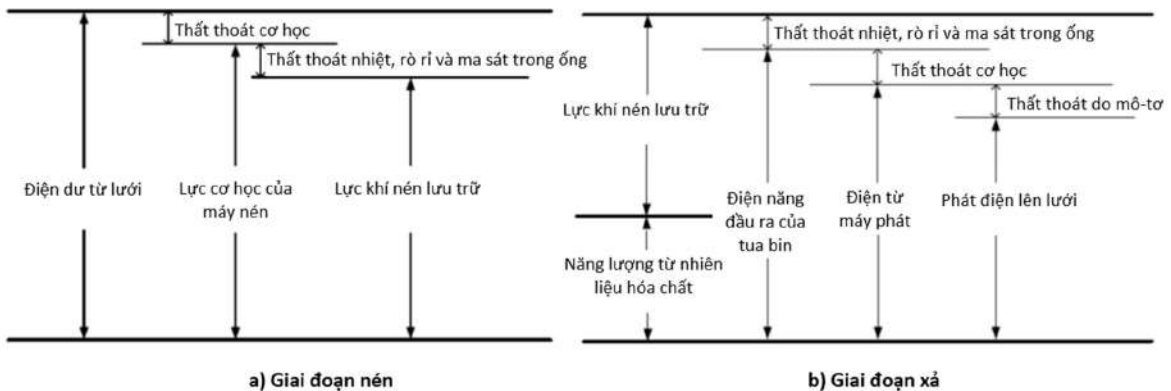 Thất thoát cơ học
Thất thoát nhiệt, rò rỉ và ma sát trong ống
Điện dư từ lưới
Lực cơ học của
máy nén
Lực khí nén lưu trữ
a) Giai đoạn nén
Thất thoát nhiệt, rò rỉ và ma sát trong ống
Thất thoát cơ học
Thất thoát do mô-tơ
Lực khí nén lưu trữ
Năng lượng từ nhiên
liệu hóa chất
Điện năng
đầu ra của
tua bin
Điện từ
máy phát
Phát điện lên lưới
b) Giai đoạn xả